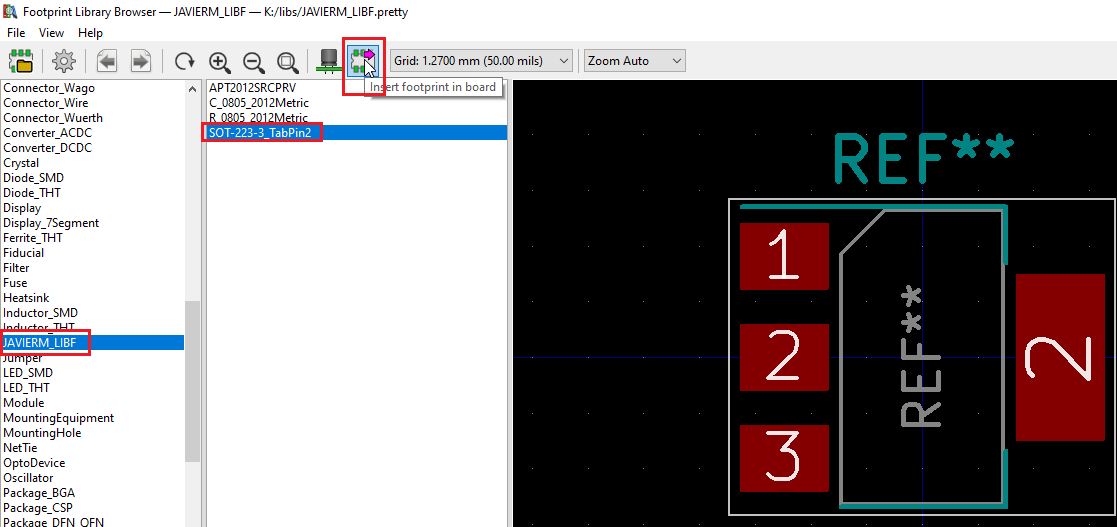 Footprint Library Browser — JAVIERM_LIBF — K:/libs/JAVIERM_LIBF.pretty
File View Help
Grid: 1.2700 mm (50.00 mils)
Zoom Auto
Insert footprint in board
Connector_Wago
Connector_Wire
Connector_Wuerth
Converter_ACDC
Converter_DCDC
Crystal
Diode_SMD
Diode_THT
Display
Display_7Segment
Ferrite_THT
Fiducial
Filter
Fuse
Heatsink
Inductor_SMD
Inductor_THT
JAVIERM_LIBF
Jumper
LED_SMD
LED_THT
Module
MountingEquipment
MountingHole
NetTie
OptoDevice
Oscillator
Package_BGA
Package_CSP
Package_DFN_QFN
APT2012SRCPRV
C_0805_2012Metric
R_0805_2012Metric
SOT-223-3_TabPin2
REF**
1
2
3
REF**
2